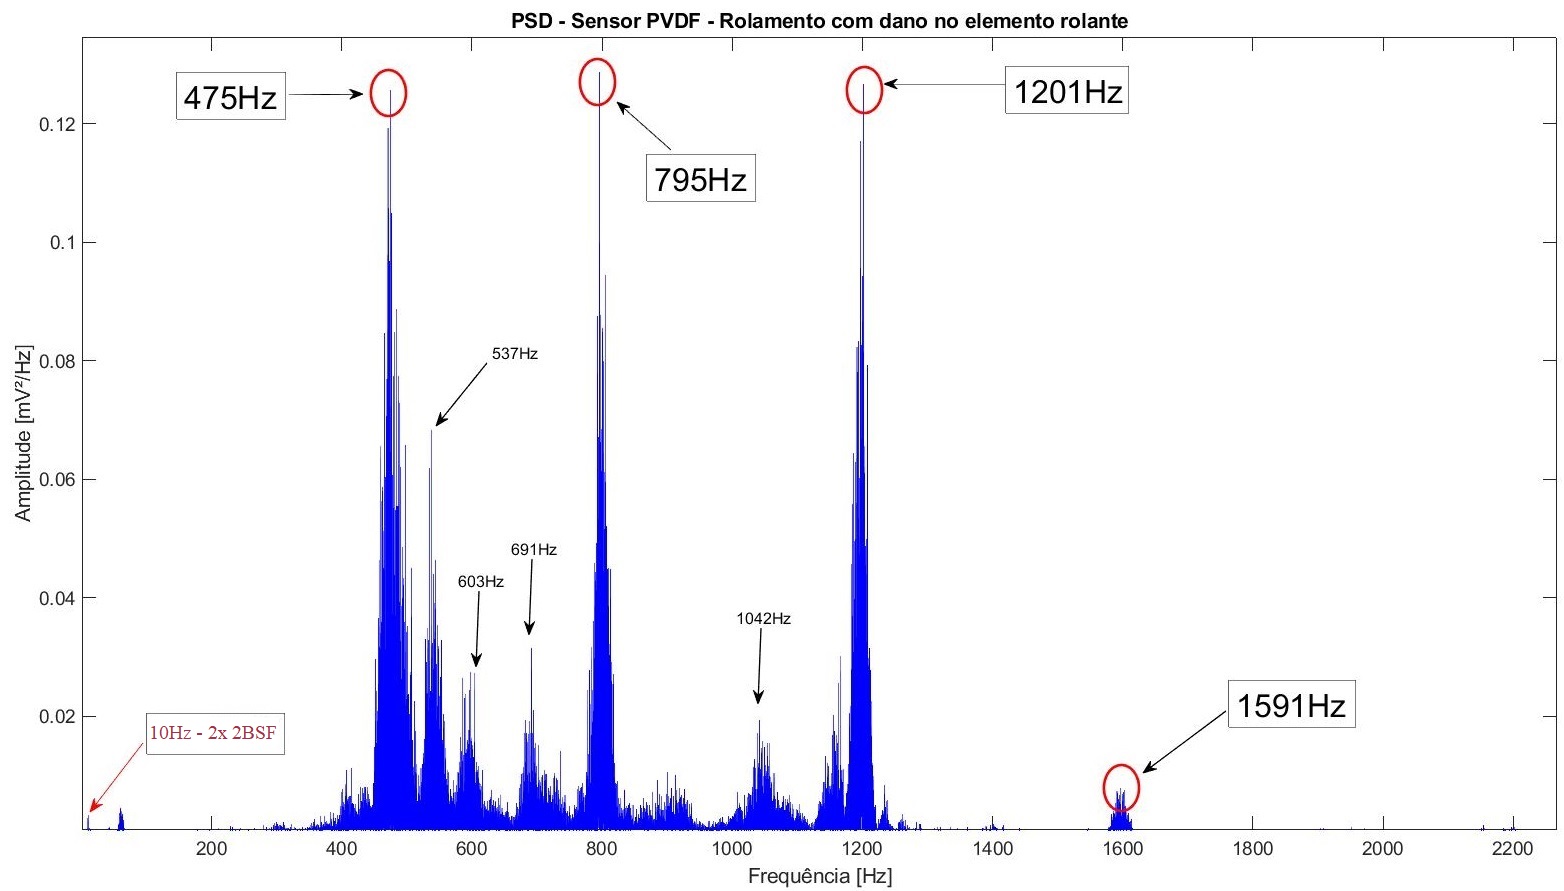 PSD - Sensor PVDF - Rolamento com dano no elemento rolante
475Hz
795Hz
1201Hz
537Hz
603Hz
691Hz
1042Hz
1591Hz
10Hz - 2x 2BSF
Amplitude [mV²/Hz]
0.12
0.1
0.08
0.06
0.04
0.02
200 400 600 800 1000 1200 1400 1600 1800 2000 2200
Frequência [Hz]